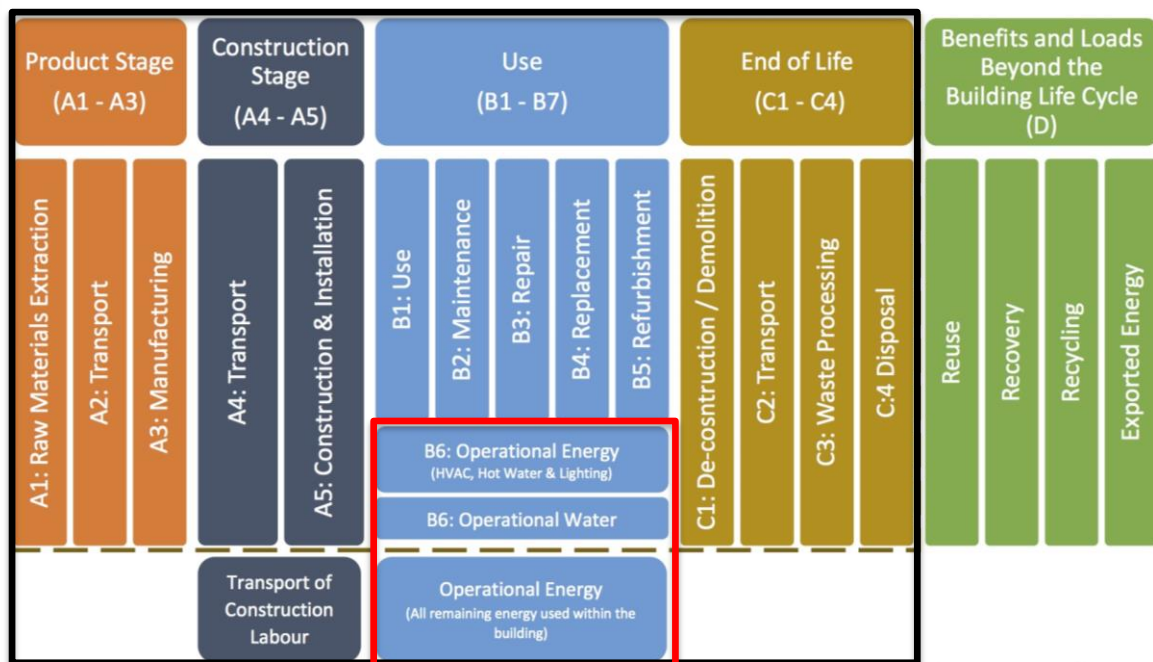 Product Stage
(A1 - A3)
Construction
Stage
(A4 - A5)
Use
(B1 - B7)
End of Life
(C1 - C4)
Benefits and Loads
Beyond the
Building Life Cycle
(D)
A1: Raw Materials Extraction
A2: Transport
A3: Manufacturing
A4: Transport
A5: Construction & Installation
B1: Use
B2: Maintenance
B3: Repair
B4: Replacement
B5: Refurbishment
B6: Operational Energy
(HVAC, Hot Water & Lighting)
B6: Operational Water
C1: De-cosntruction / Demolition
C2: Transport
C3: Waste Processing
C:4 Disposal
Reuse
Recovery
Recycling
Exported Energy
Transport of
Construction
Labour
Operational Energy
(All remaining energy used within the
building)